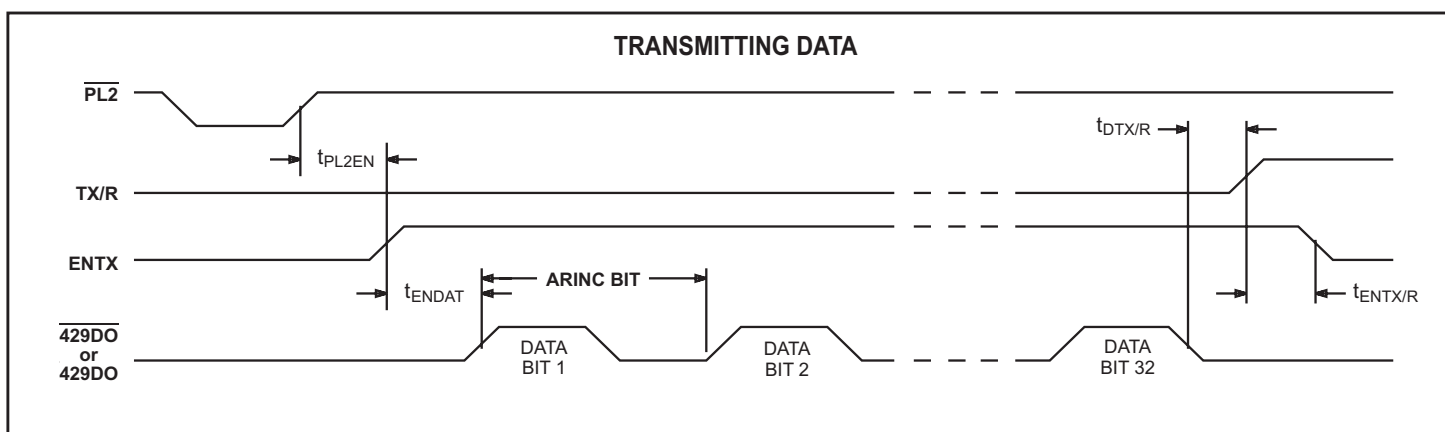 TRANSMITTING DATA
PL2
tDTX/R
tPL2EN
TX/R
ENTX
ARINC BIT
tENDAT
tENTX/R
429DO
or
429DO
DATA
BIT 1
DATA
BIT 2
DATA
BIT 32